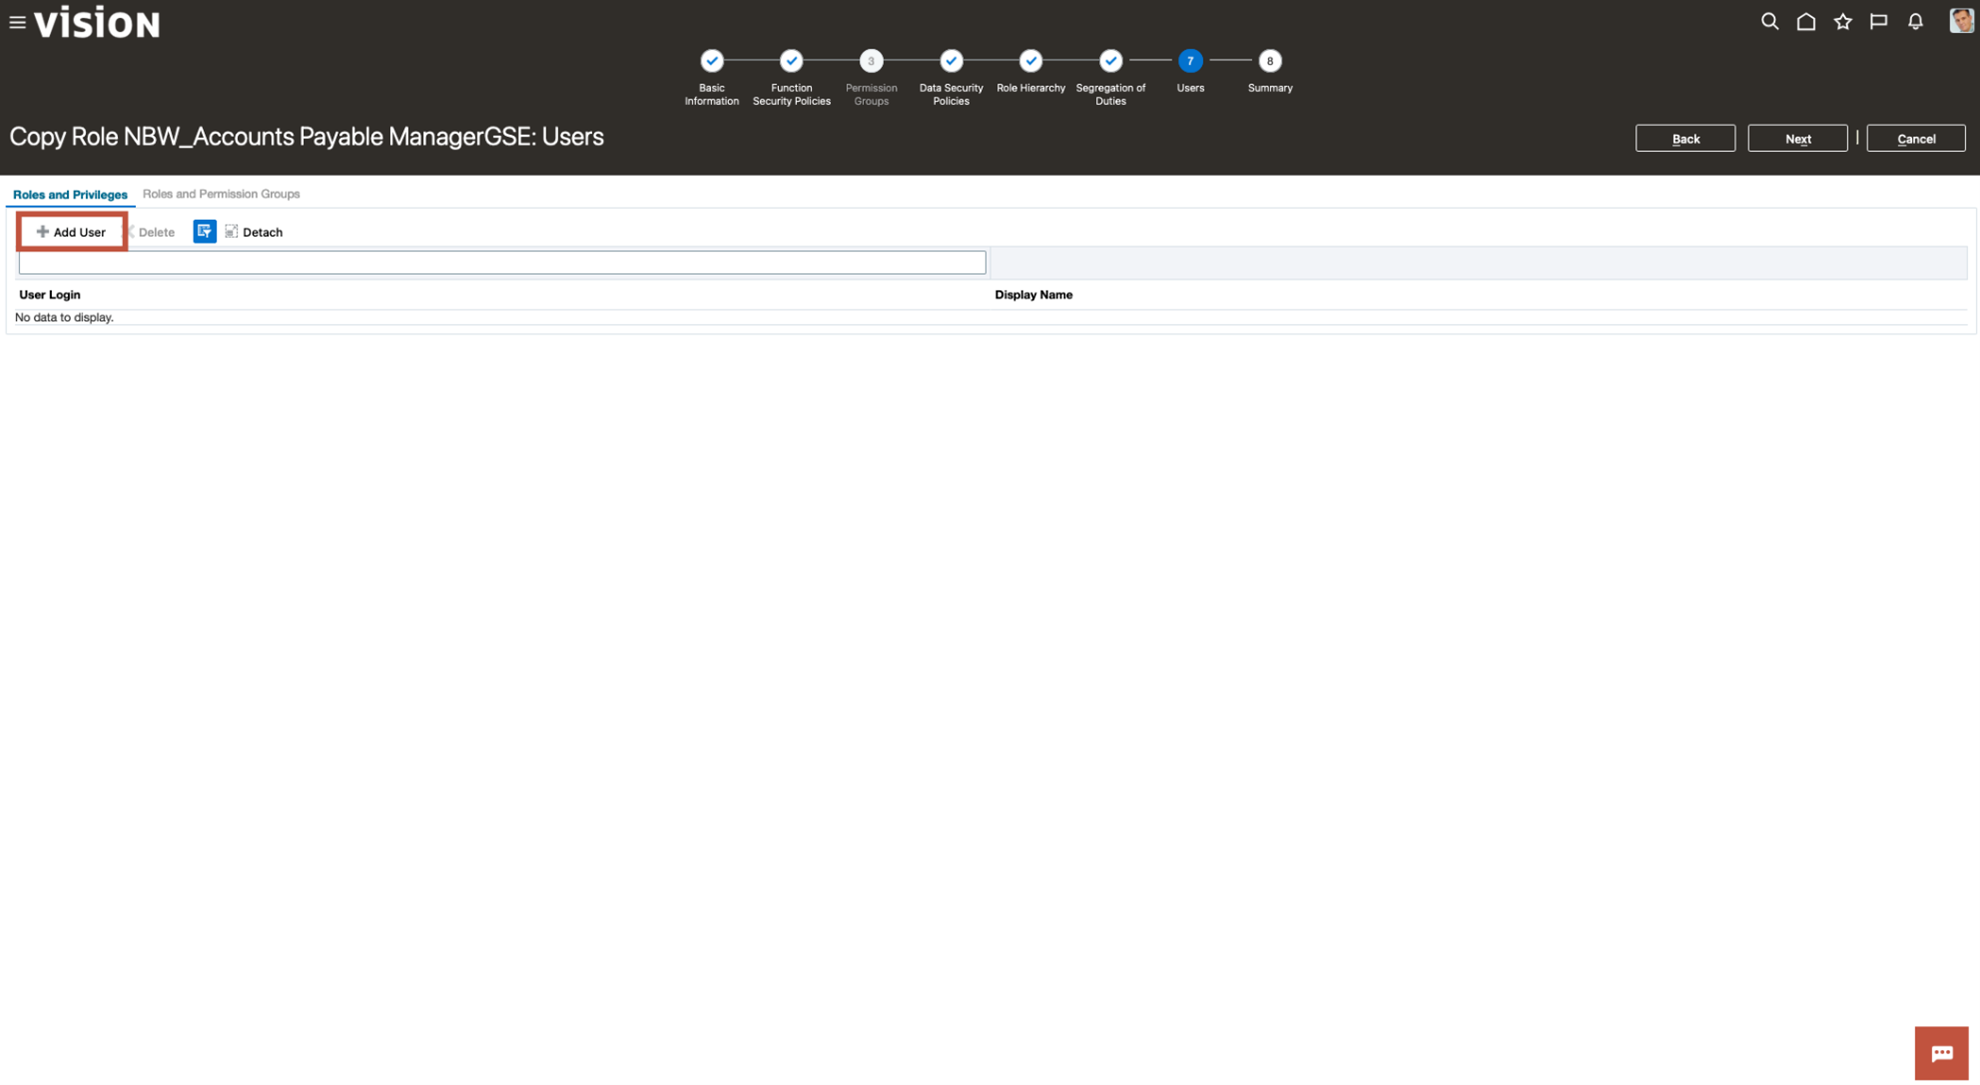 vision
3
7
8
Basic
Information
Function
Security Policies
Permission
Groups
Data Security
Policies
Role Hierarchy
Segregation of
Duties
Users
Summary
Copy Role NBW_Accounts Payable ManagerGSE: Users
Back
Next
Cancel
Roles and Privileges
Roles and Permission Groups
Add User
Delete
Detach
User Login
Display Name
No data to display.